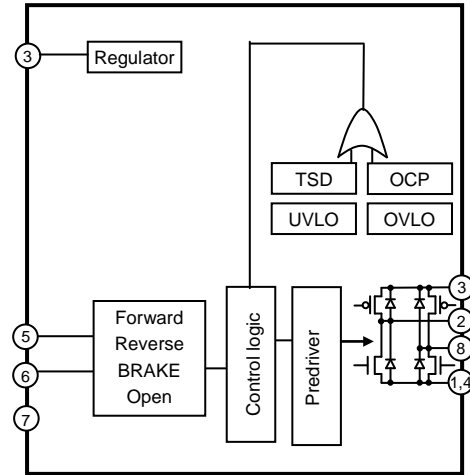 3
Regulator
TSD
OCP
UVLO
OVLO
3
2
8
1,4
5
6
7
Forward
Reverse
BRAKE
Open
Control logic
Predriver